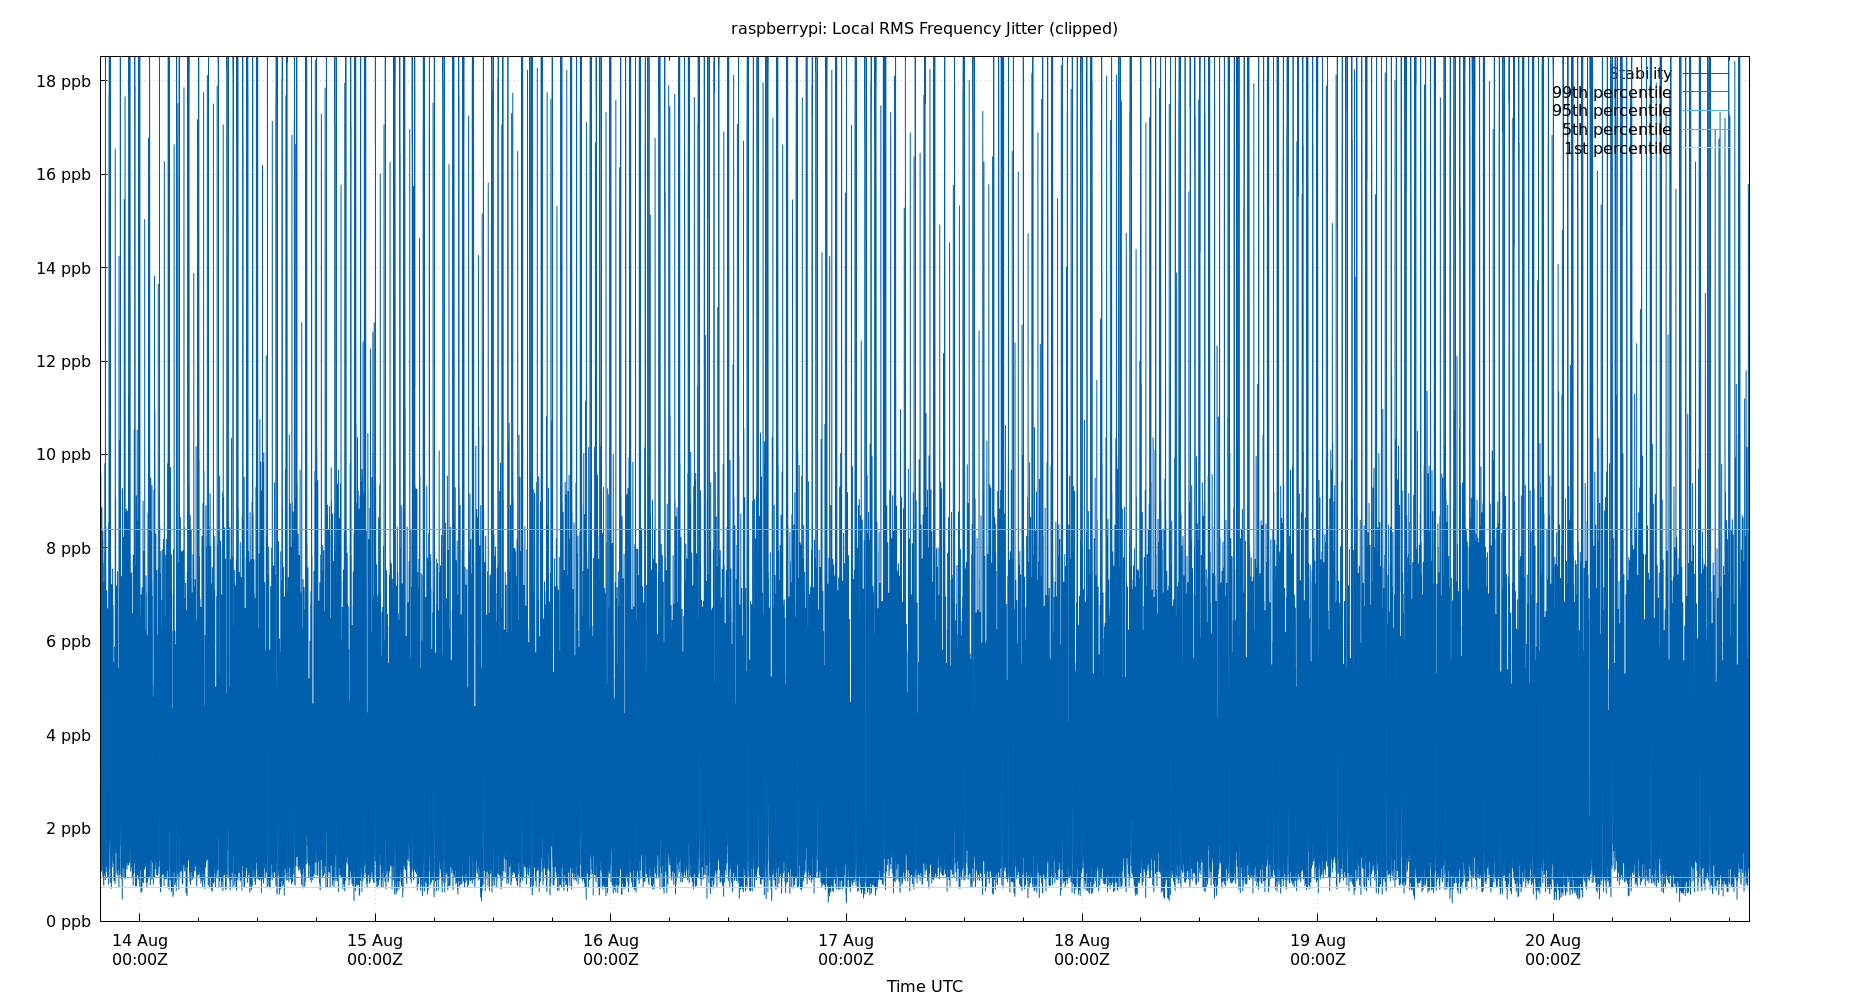 raspberrypi: Local RMS Frequency Jitter (clipped)
18 ppb
16 ppb
14 ppb
12 ppb
10 ppb
8 ppb
6 ppb
4 ppb
2 ppb
0 ppb
Stability
99th percentile
95th percentile
5th percentile
1st percentile
14 Aug 15 Aug 16 Aug 17 Aug 18 Aug 19 Aug 20 Aug
00:00Z 00:00Z 00:00Z 00:00Z 00:00Z 00:00Z 00:00Z
Time UTC